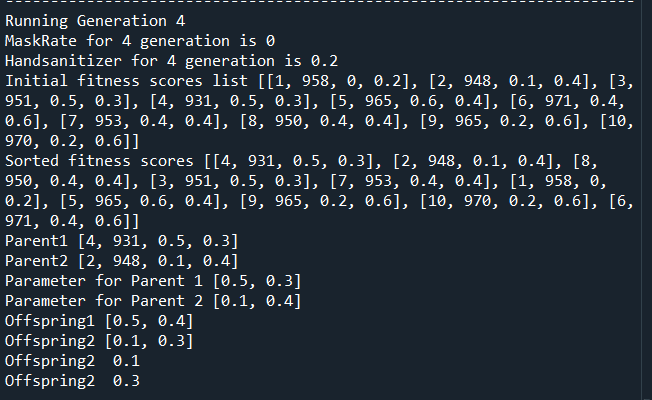 Running Generation 4
MaskRate for 4 generation is 0
Handsanitizer for 4 generation is 0.2
Initial fitness scores list [[1, 958, 0, 0.2], [2, 948, 0.1, 0.4], [3,
951, 0.5, 0.3], [4, 931, 0.5, 0.3], [5, 965, 0.6, 0.4], [6, 971, 0.4,
0.6], [7, 953, 0.4, 0.4], [8, 950, 0.4, 0.4], [9, 965, 0.2, 0.6], [10,
970, 0.2, 0.6]]
Sorted fitness scores [[4, 931, 0.5, 0.3], [2, 948, 0.1, 0.4], [8,
950, 0.4, 0.4], [3, 951, 0.5, 0.3], [7, 953, 0.4, 0.4], [1, 958, 0,
0.2], [5, 965, 0.6, 0.4], [9, 965, 0.2, 0.6], [10, 970, 0.2, 0.6], [6,
971, 0.4, 0.6]]
Parent1 [4, 931, 0.5, 0.3]
Parent2 [2, 948, 0.1, 0.4]
Parameter for Parent 1 [0.5, 0.3]
Parameter for Parent 2 [0.1, 0.4]
Offspring1 [0.5, 0.4]
Offspring2 [0.1, 0.3]
Offspring2  0.1
Offspring2  0.3